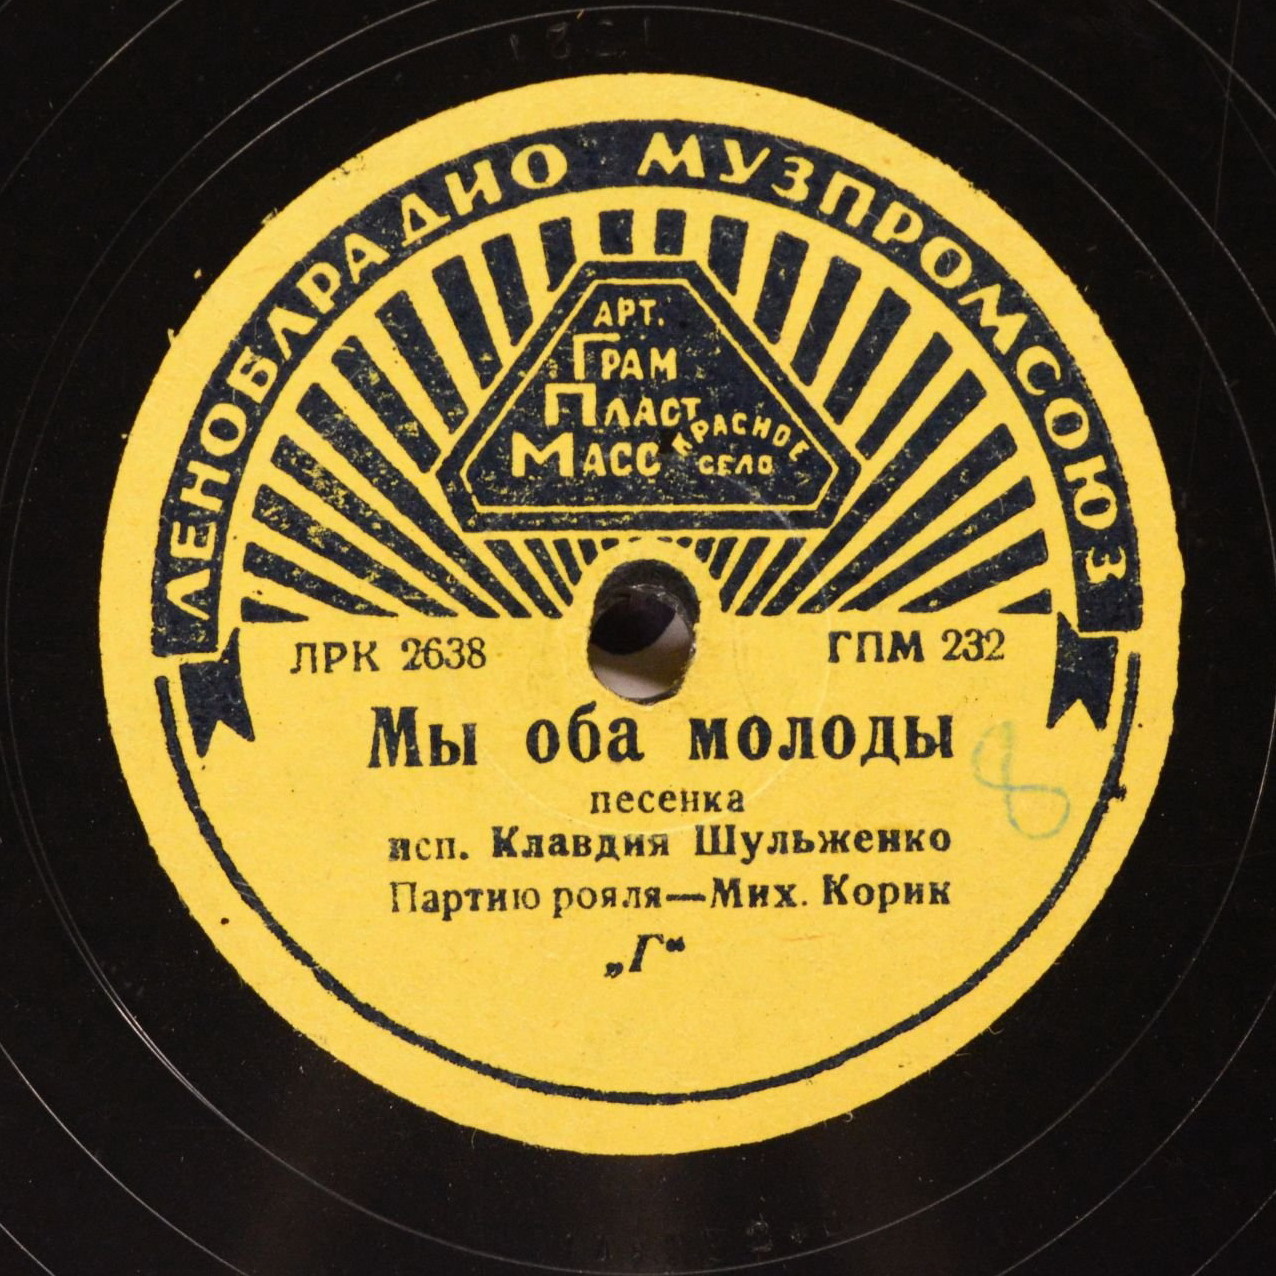 ЛЕНОБЛРАДИО МУЗПРОМСОЮЗ
АРТ.
ГРАМ
ПЛАСТ
МАСС
КРАСНОЕ
СЕЛО
ЛРК 2638
ГПМ 232
Мы оба молоды
песенка
исп. Клавдия Шульженко
Партию рояля—Мих. Корик
„Г“
8